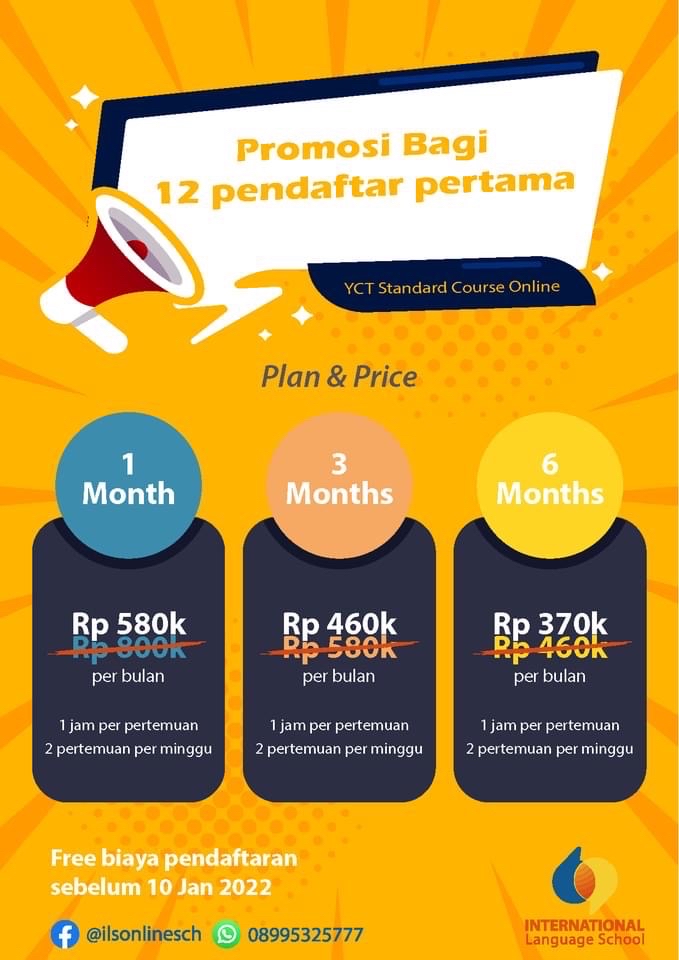 Promosi Bagi
12 pendaftar pertama
YCT Standard Course Online
Plan & Price
1
Month
Rp 580k
Rp 800k
per bulan
1 jam per pertemuan
2 pertemuan per minggu
3
Months
Rp 460k
Rp 580k
per bulan
1 jam per pertemuan
2 pertemuan per minggu
6
Months
Rp 370k
Rp 460k
per bulan
1 jam per pertemuan
2 pertemuan per minggu
Free biaya pendaftaran
sebelum 10 Jan 2022
@ilsonlinesch
08995325777
INTERNATIONAL
Language School